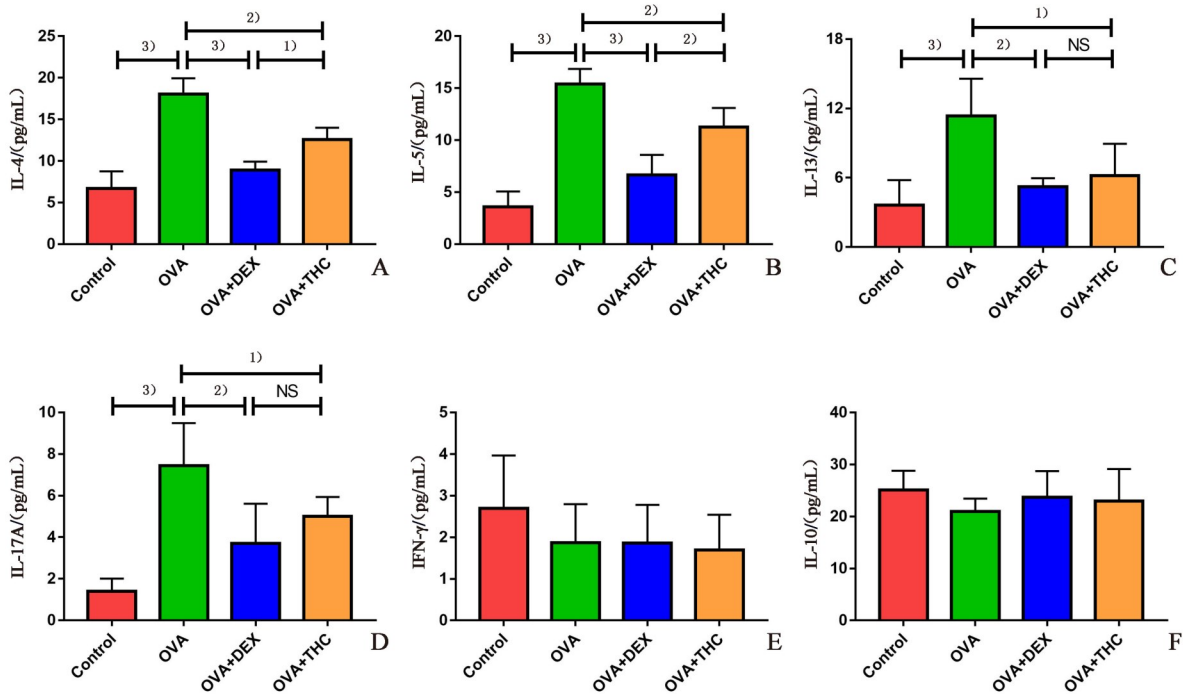 2)
3) 3) 1)
IL-4/(pg/mL)
25
20
15
10
5
0
Control OVA OVA+DEX OVA+THC
A
2)
3) 3) 2)
IL-5/(pg/mL)
20
15
10
5
0
Control OVA OVA+DEX OVA+THC
B
1)
3) 2) NS
IL-13/(pg/mL)
18
12
6
0
Control OVA OVA+DEX OVA+THC
C
1)
3) 2) NS
IL-17A/(pg/mL)
10
8
6
4
2
0
Control OVA OVA+DEX OVA+THC
D
IFN-γ/(pg/mL)
5
4
3
2
1
0
Control OVA OVA+DEX OVA+THC
E
IL-10/(pg/mL)
40
30
20
10
0
Control OVA OVA+DEX OVA+THC
F